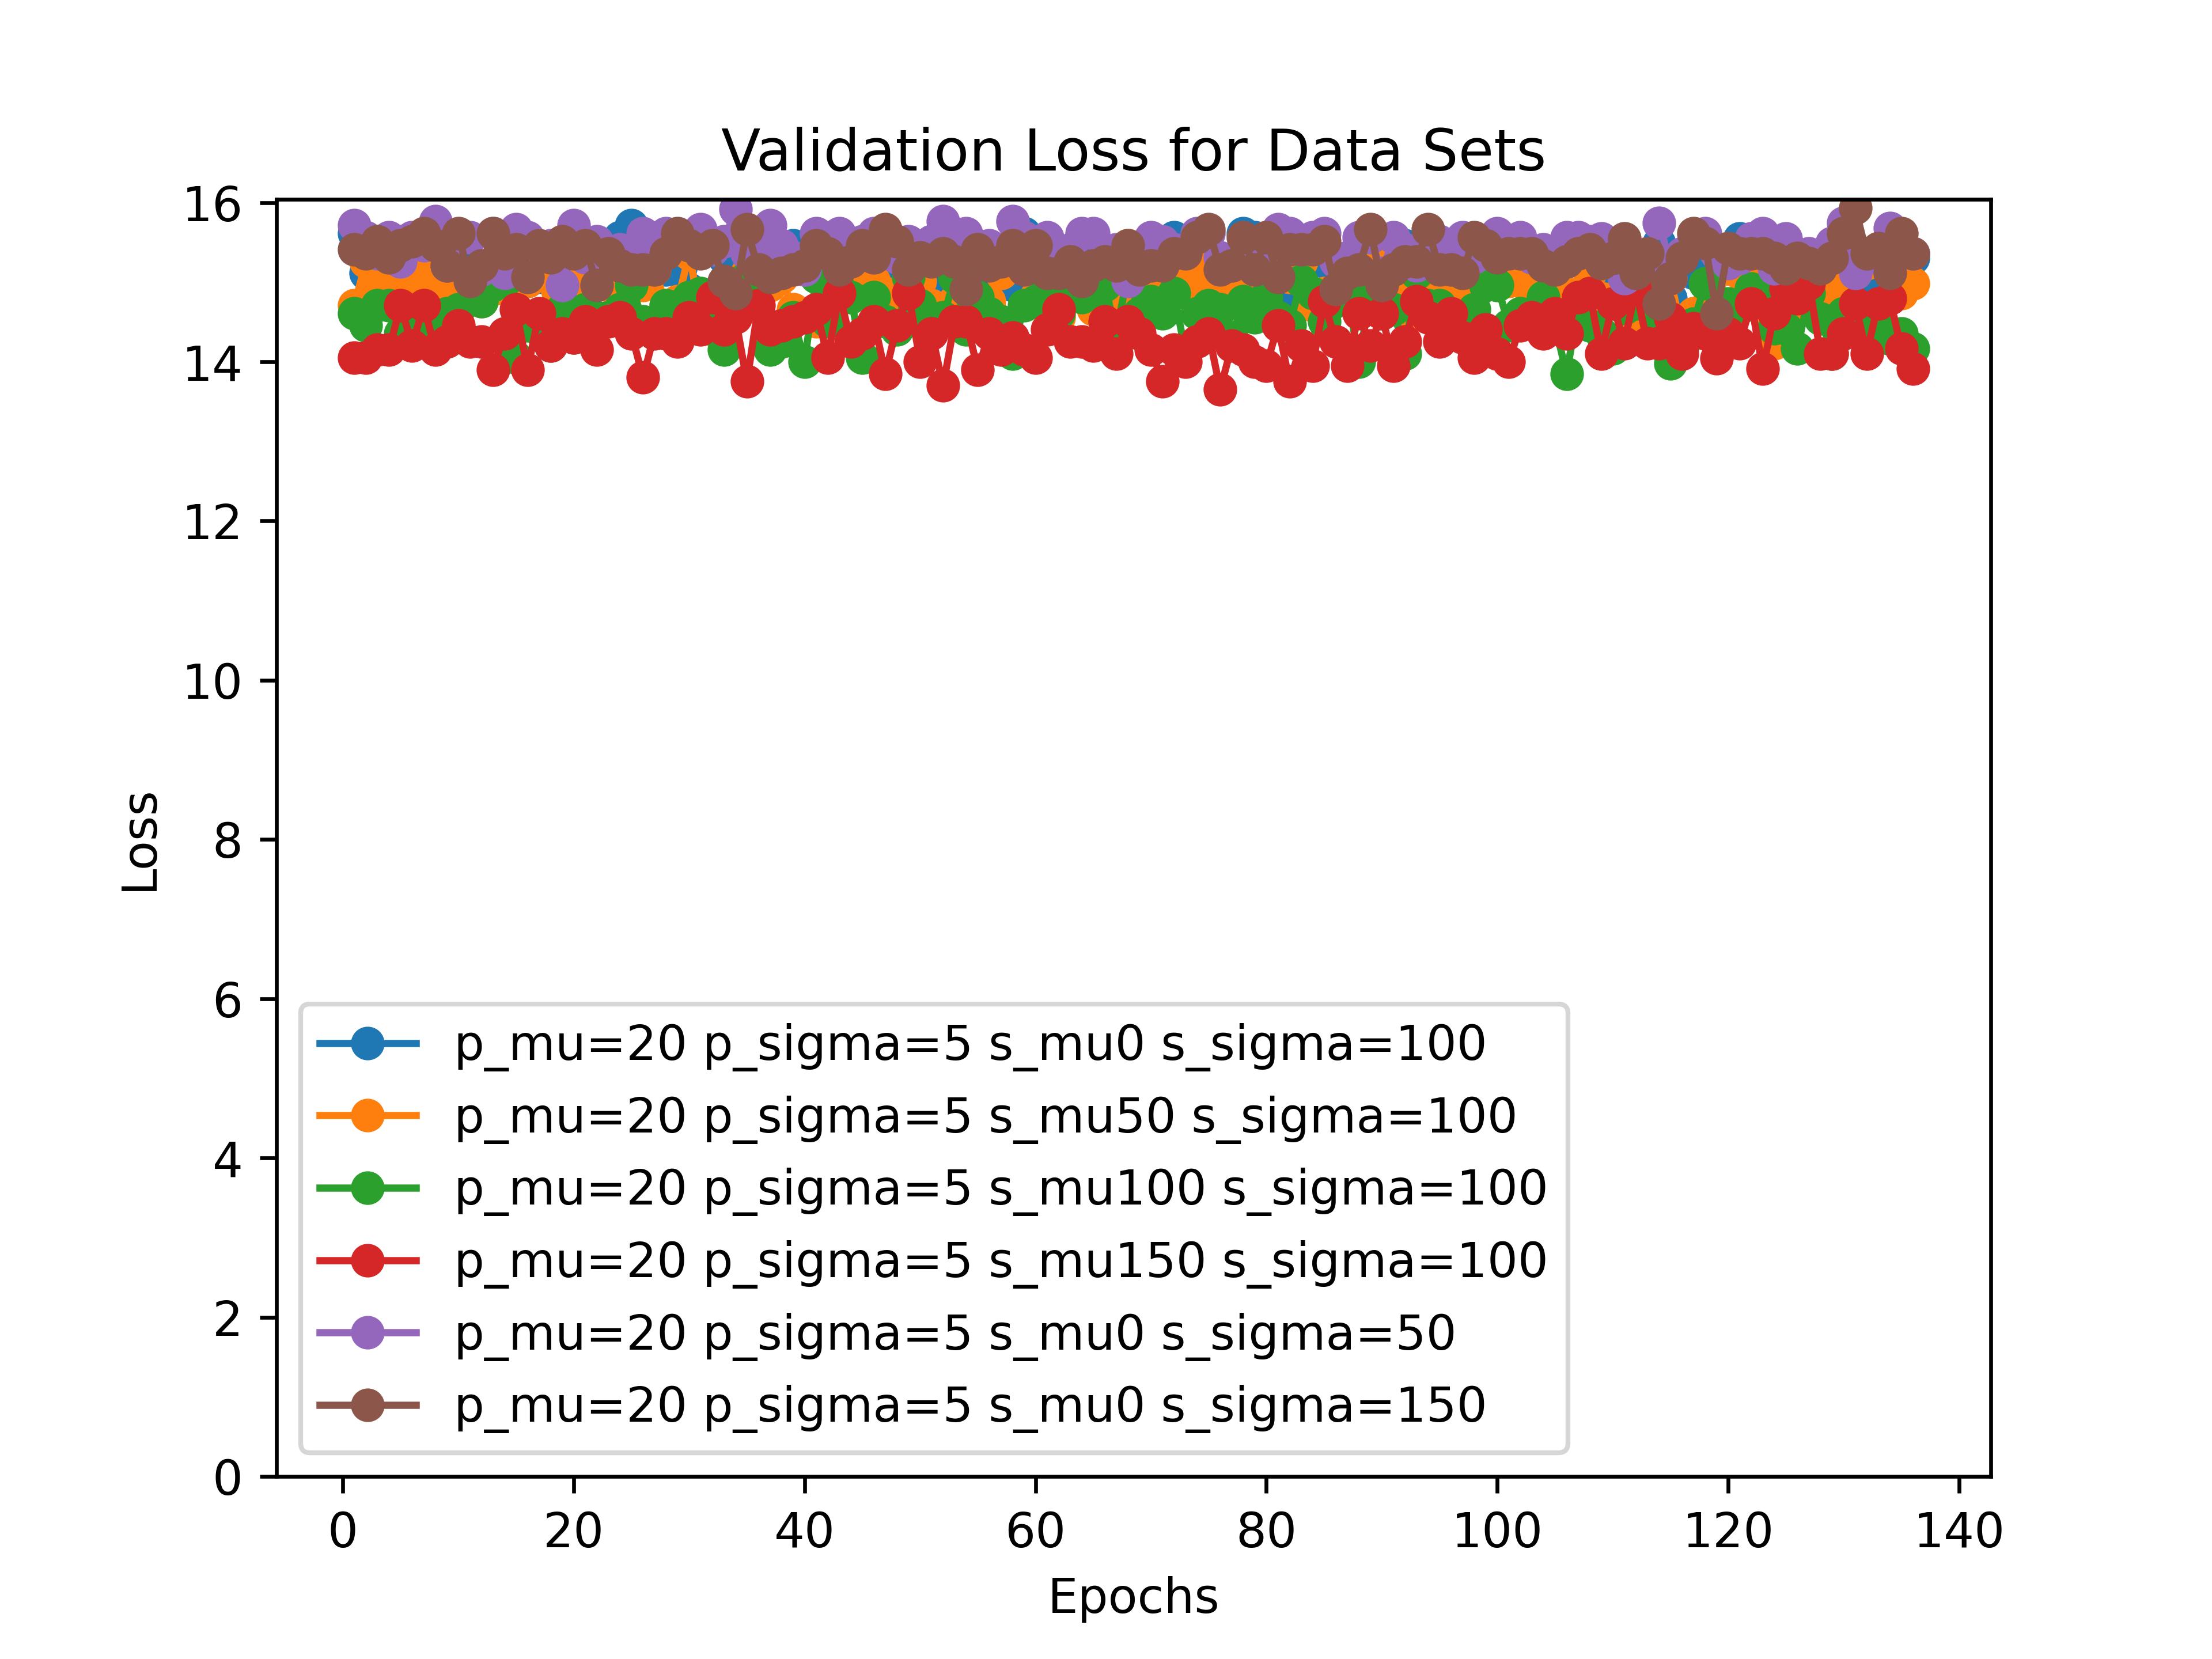 Validation Loss for Data Sets
16
14
12
10
8
6
4
2
0
Loss
p_mu=20 p_sigma=5 s_mu0 s_sigma=100
p_mu=20 p_sigma=5 s_mu50 s_sigma=100
p_mu=20 p_sigma=5 s_mu100 s_sigma=100
p_mu=20 p_sigma=5 s_mu150 s_sigma=100
p_mu=20 p_sigma=5 s_mu0 s_sigma=50
p_mu=20 p_sigma=5 s_mu0 s_sigma=150
0 20 40 60 80 100 120 140
Epochs